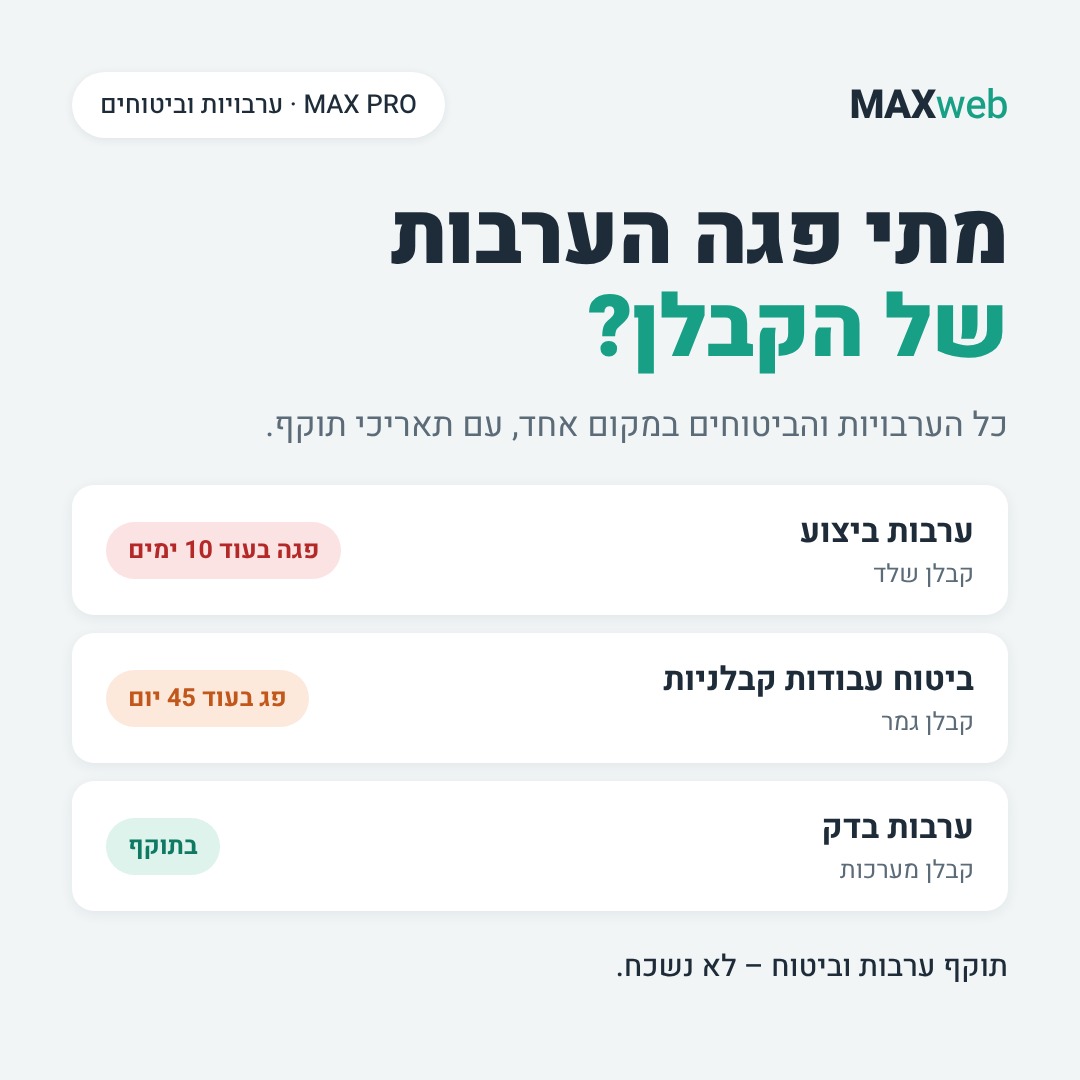 MAXweb
MAX PRO · ערבויות וביטוחים
מתי פגה הערבות
של הקבלן?
כל הערבויות והביטוחים במקום אחד, עם תאריכי תוקף.
ערבות ביצוע
קבלן שלד
פגה בעוד 10 ימים
ביטוח עבודות קבלניות
קבלן גמר
פג בעוד 45 יום
ערבות בדק
קבלן מערכות
בתוקף
תוקף ערבות וביטוח – לא נשכח.